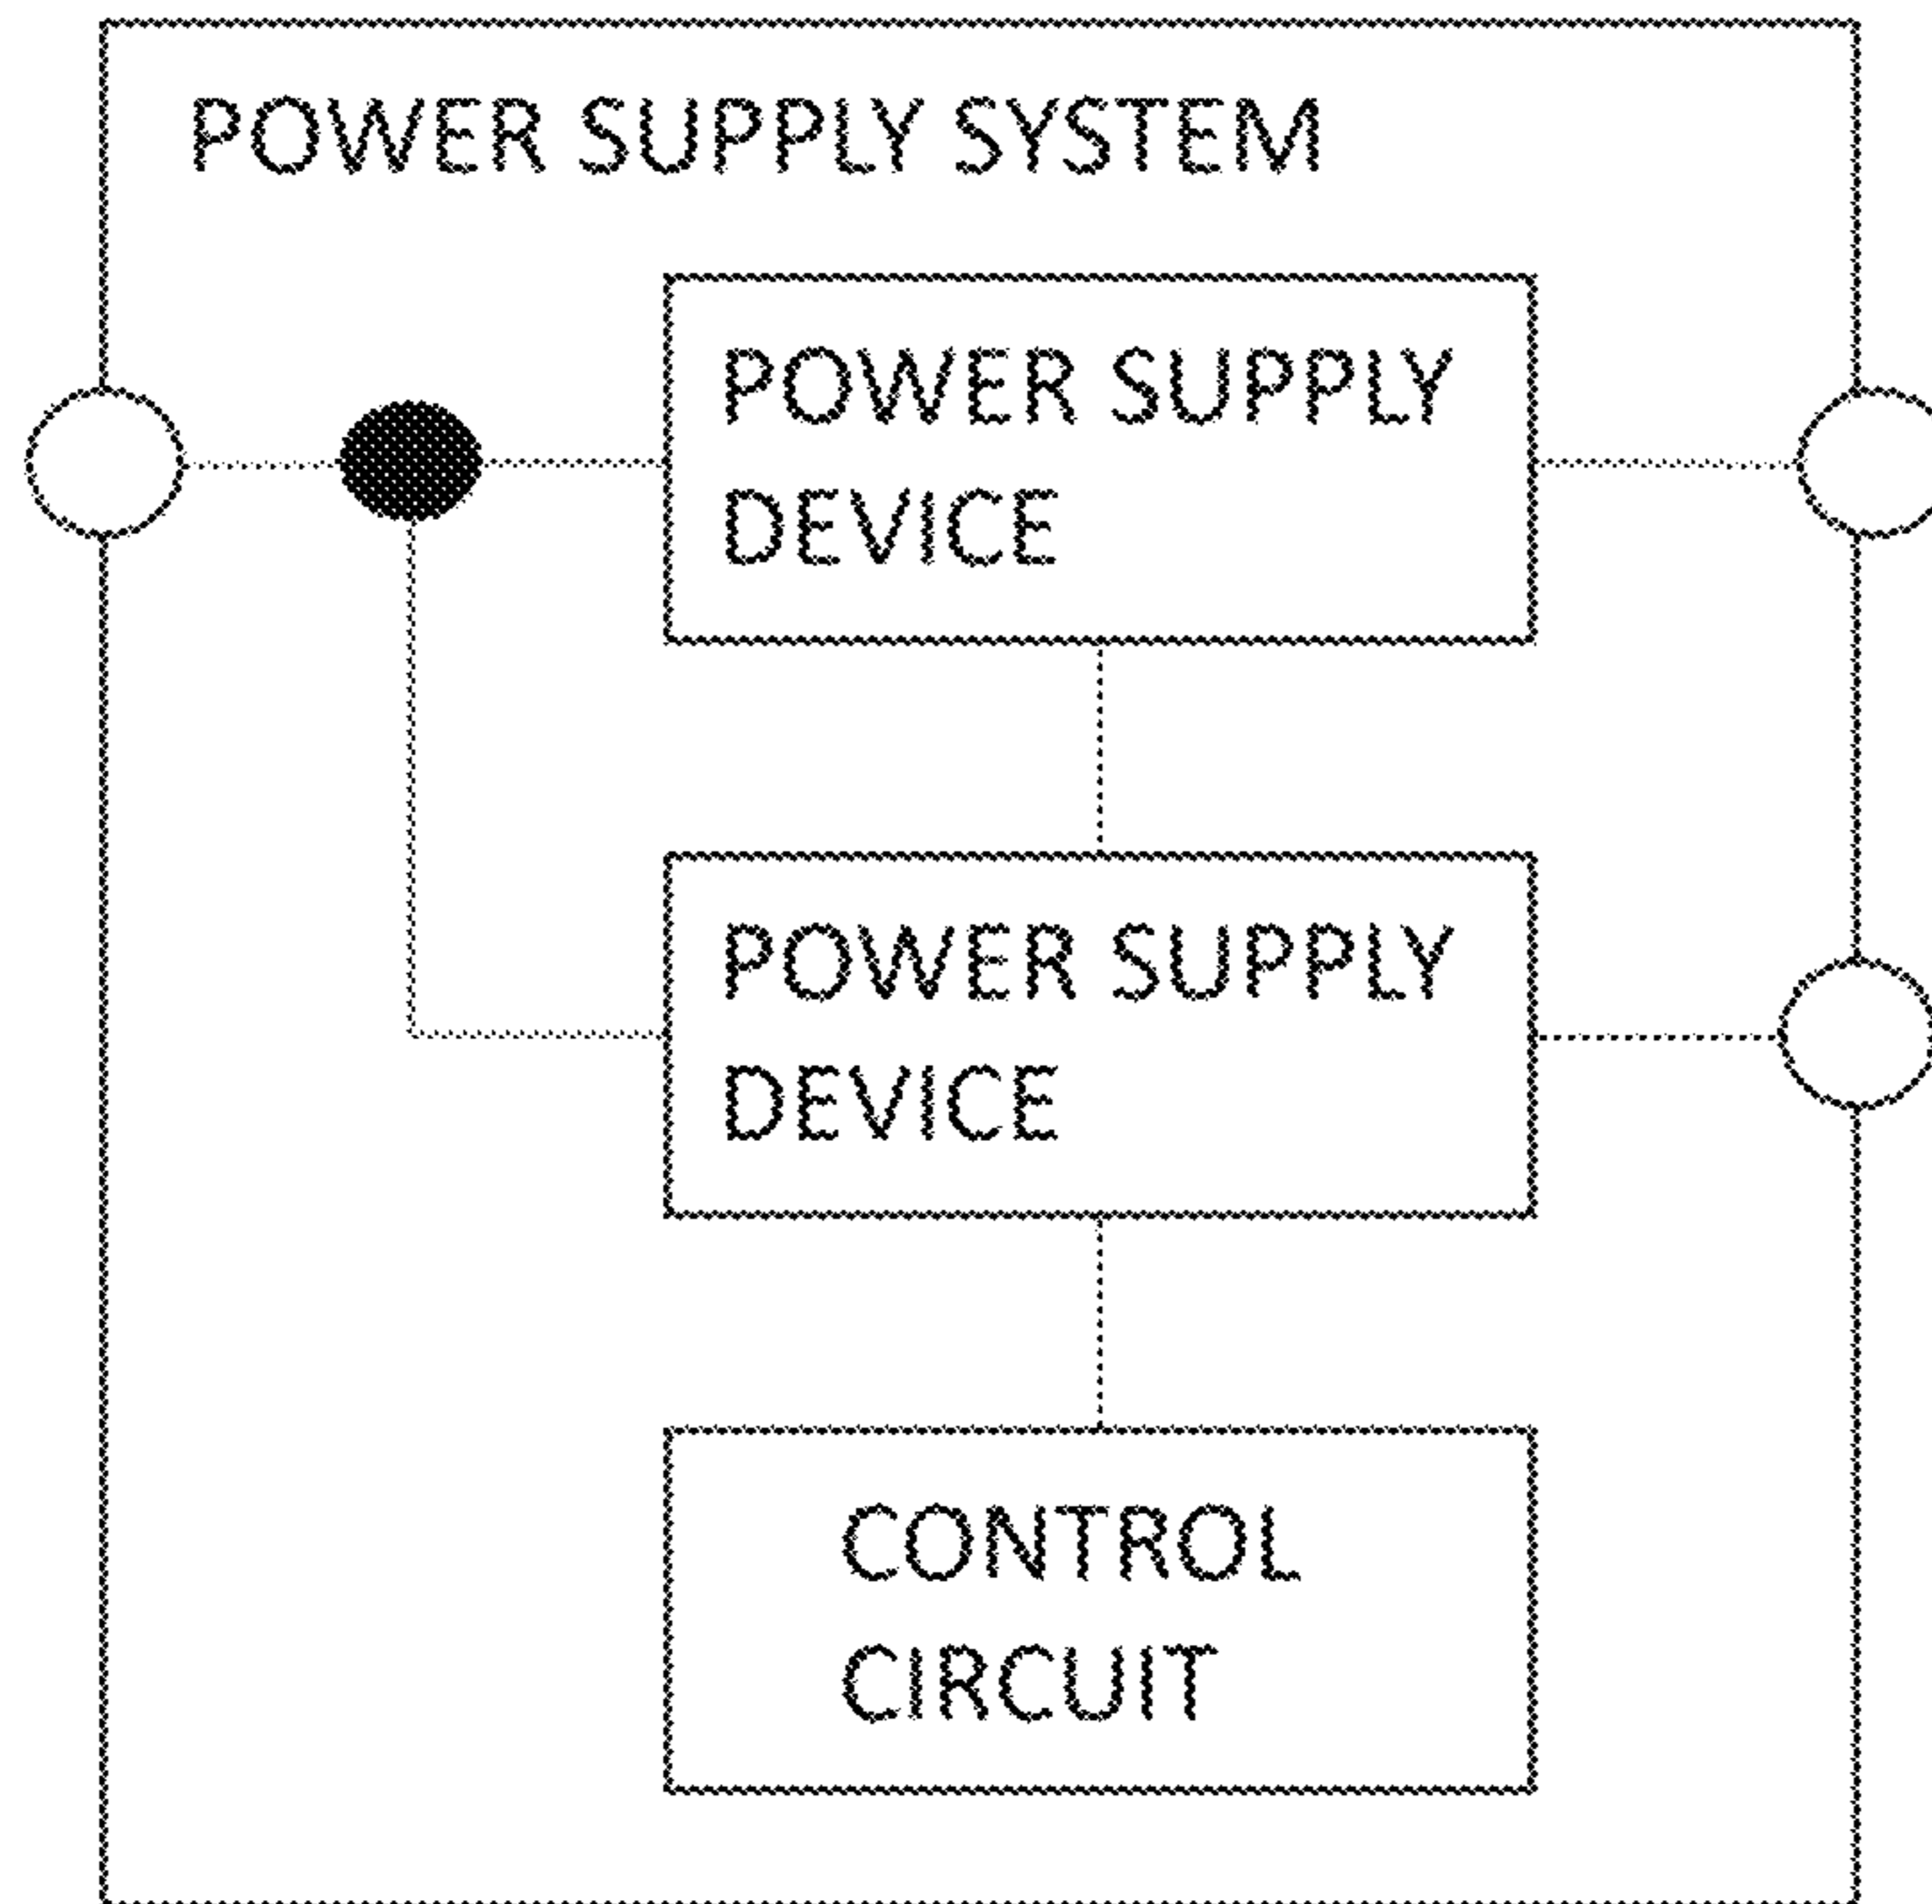 POWER SUPPLY SYSTEM
POWER SUPPLY
DEVICE
POWER SUPPLY
DEVICE
CONTROL
CIRCUIT